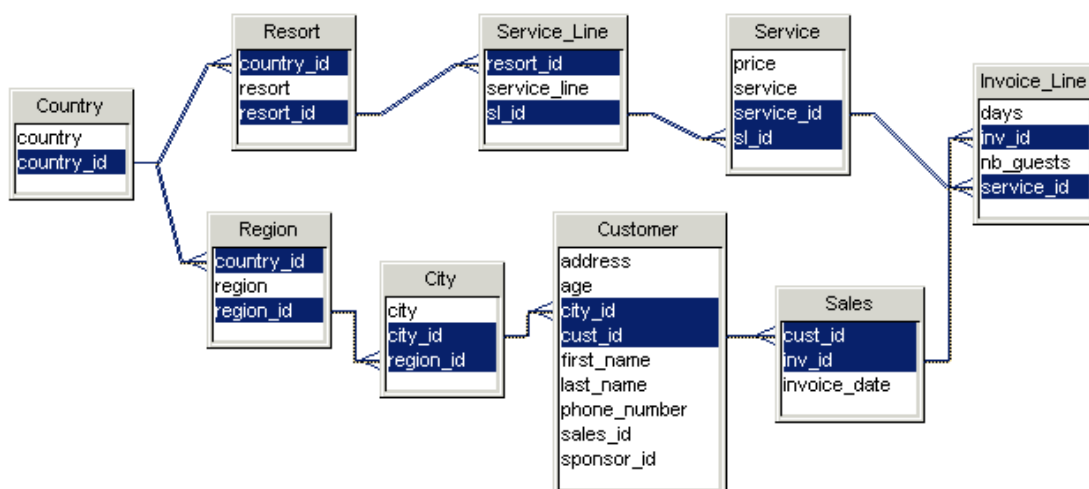 Country
country
country_id
Resort
country_id
resort
resort_id
Service_Line
resort_id
service_line
sl_id
Service
price
service
service_id
sl_id
Invoice_Line
days
inv_id
nb_guests
service_id
Region
country_id
region
region_id
City
city
city_id
region_id
Customer
address
age
city_id
cust_id
first_name
last_name
phone_number
sales_id
sponsor_id
Sales
cust_id
inv_id
invoice_date